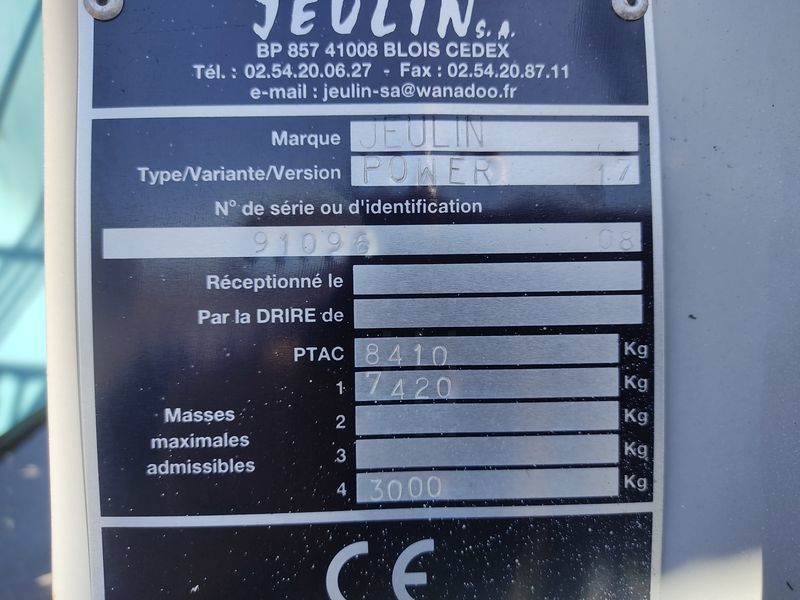 JEULIN S.A.
BP 857 41008 BLOIS CEDEX
Tél. : 02.54.20.06.27 - Fax : 02.54.20.87.11
e-mail : jeulin-sa@wanadoo.fr
Marque JEULIN
Type/Variante/Version POWER 17
N° de série ou d'identification
91096 08
Réceptionné le
Par la DRIRE de
PTAC 8410 Kg
1 7420 Kg
Masses maximales admissibles
2 Kg
3 Kg
4 3000 Kg
CE